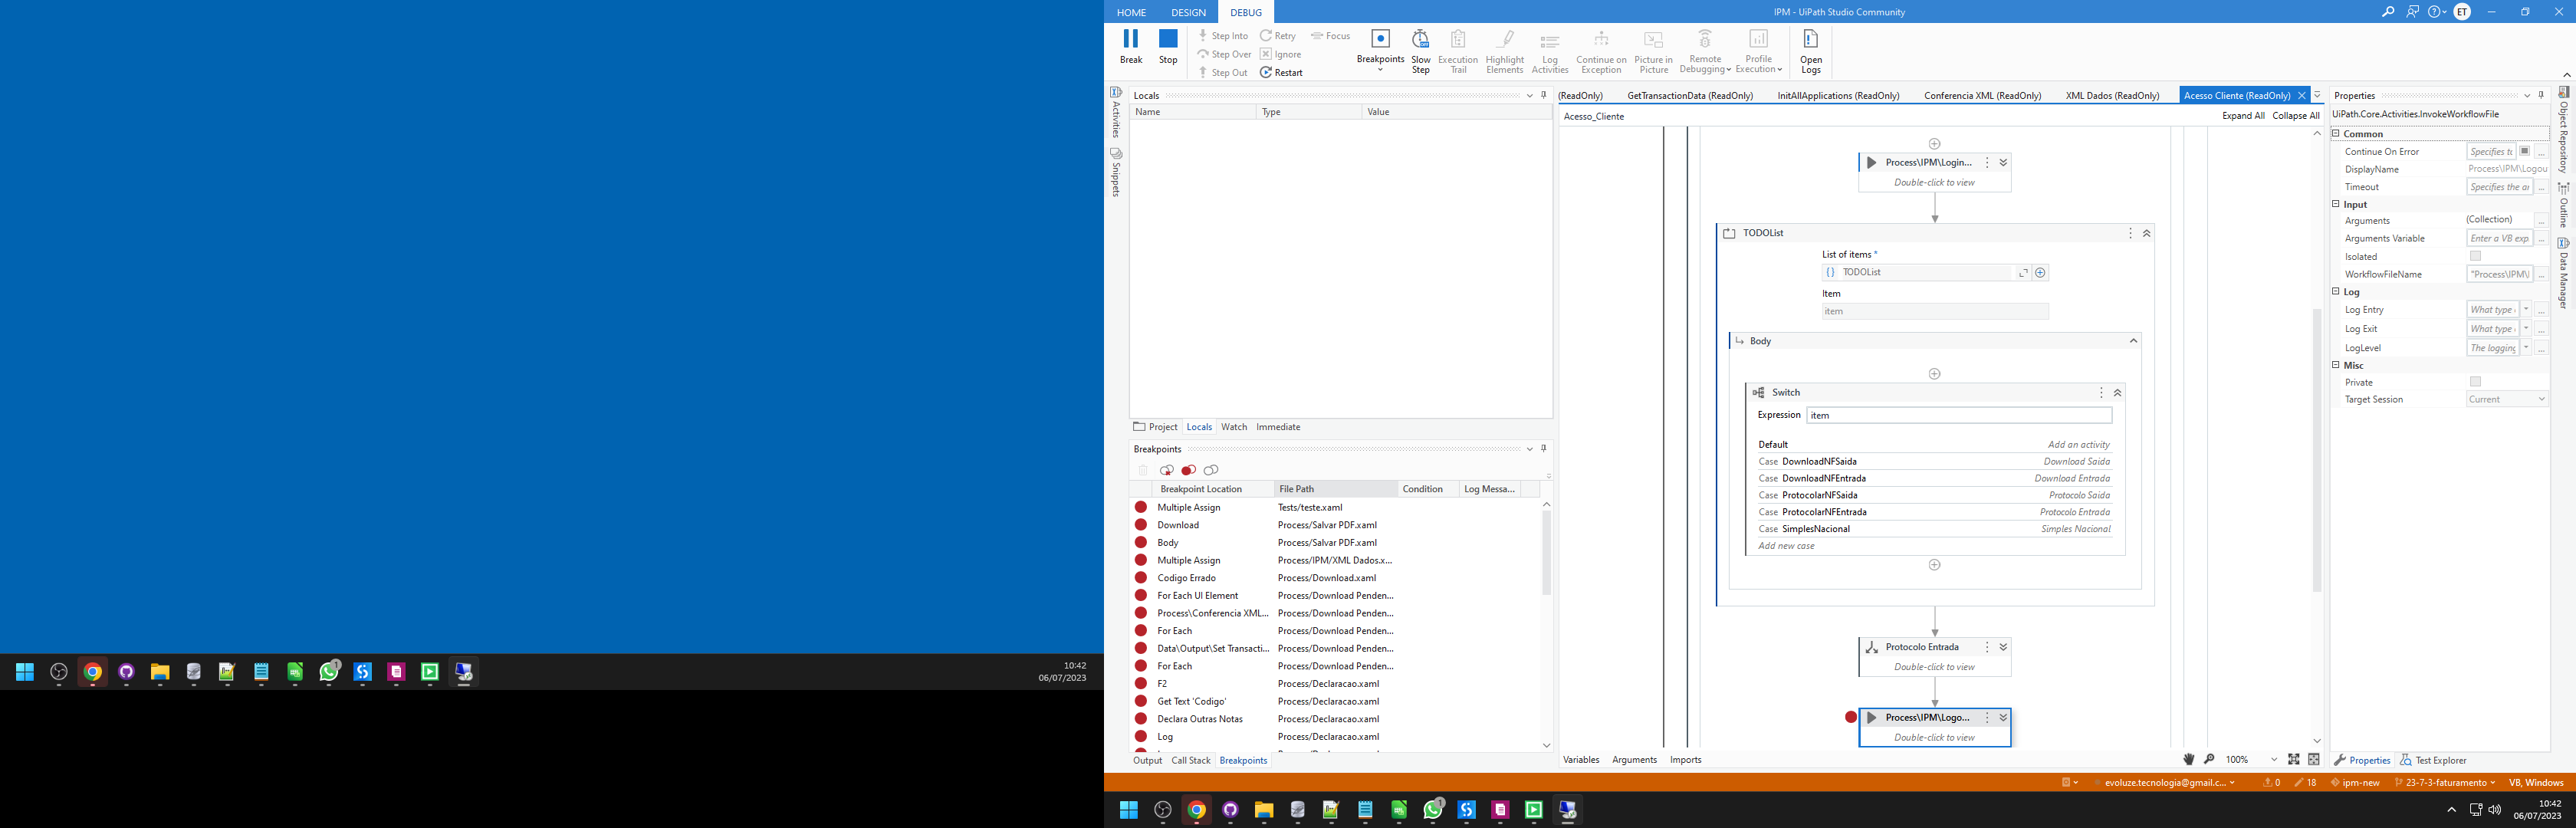 HOME DESIGN DEBUG
IPM - UiPath Studio Community
ET
Break
Stop
Step Into
Step Over
Step Out
Retry
Ignore
Restart
Focus
Breakpoints
Slow Step
Execution Trail
Highlight Elements
Log Activities
Continue on Exception
Picture in Picture
Remote Debugging
Profile Execution
Open Logs
Activities
Snippets
Locals
Name Type Value
Project Locals Watch Immediate
Breakpoints
Breakpoint Location File Path Condition Log Messa...
Multiple Assign Tests/teste.xaml
Download Process/Salvar PDF.xaml
Body Process/Salvar PDF.xaml
Multiple Assign Process/IPM/XML Dados.x...
Codigo Errado Process/Download.xaml
For Each UI Element Process/Download Penden...
Process\Conferencia XML... Process/Download Penden...
For Each Process/Download Penden...
Data\Output\Set Transacti... Process/Download Penden...
For Each Process/Download Penden...
F2 Process/Declaracao.xaml
Get Text 'Codigo' Process/Declaracao.xaml
Declara Outras Notas Process/Declaracao.xaml
Log Process/Declaracao.xaml
Output Call Stack Breakpoints
(ReadOnly) GetTransactionData (ReadOnly) InitAllApplications (ReadOnly) Conferencia XML (ReadOnly) XML Dados (ReadOnly) Acesso Cliente (ReadOnly)
Acesso_Cliente
Expand All Collapse All
Process\IPM\Login...
Double-click to view
TODOList
List of items *
TODOList
Item
item
Body
Switch
Expression item
Default Add an activity
Case DownloadNFSaida Download Saida
Case DownloadNFEntrada Download Entrada
Case ProtocolarNFSaida Protocolo Saida
Case ProtocolarNFEntrada Protocolo Entrada
Case SimplesNacional Simples Nacional
Add new case
Protocolo Entrada
Double-click to view
Process\IPM\Logo...
Double-click to view
Variables Arguments Imports
100%
Properties
UiPath.Core.Activities.InvokeWorkflowFile
Common
Continue On Error Specifies to ...
DisplayName Process\IPM\Logou
Timeout Specifies the ar ...
Input
Arguments (Collection) ...
Arguments Variable Enter a VB exp ...
Isolated
WorkflowFileName "Process\IPM\l ...
Log
Log Entry What type ...
Log Exit What type ...
LogLevel The logging ...
Misc
Private
Target Session Current
Properties Test Explorer
Object Repository
Outline
Data Manager
evoluze.tecnologia@gmail.c...
0
18
ipm-new
23-7-3-faturamento
VB, Windows
1
10:42
06/07/2023
1
10:42
06/07/2023